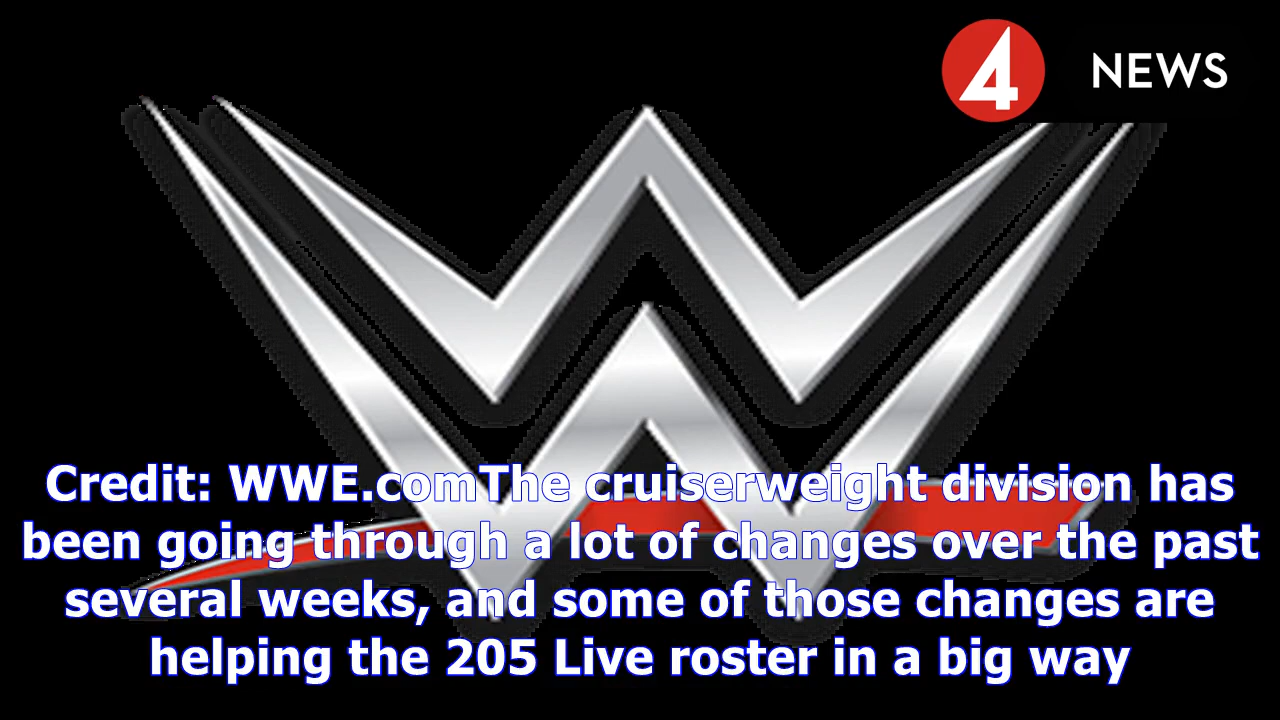 4 NEWS
Credit: WWE.comThe cruiserweight division has
been going through a lot of changes over the past
several weeks, and some of those changes are
helping the 205 Live roster in a big way